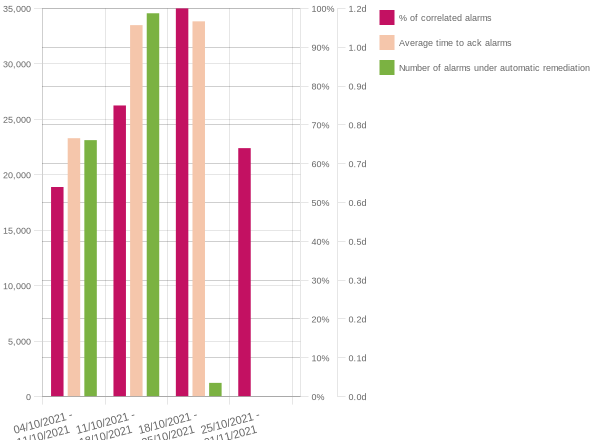 35,000
30,000
25,000
20,000
15,000
10,000
5,000
0
100%
90%
80%
70%
60%
50%
40%
30%
20%
10%
0%
1.2d
1.0d
0.9d
0.8d
0.7d
0.6d
0.5d
0.4d
0.3d
0.2d
0.1d
0.0d
% of correlated alarms
Average time to ack alarms
Number of alarms under automatic remediation
04/10/2021 -
11/10/2021
11/10/2021 -
18/10/2021
18/10/2021 -
25/10/2021
25/10/2021 -
01/11/2021